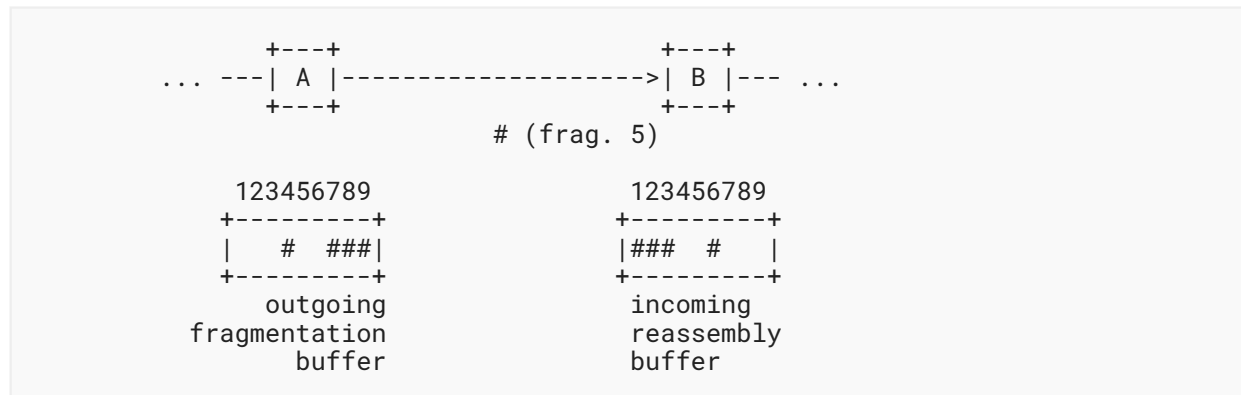 +---+                     +---+
     ... ---| A |-------------------->| B |--- ...
            +---+                     +---+
                           # (frag. 5)

          123456789                 123456789
         +---------+               +---------+
         |   #  ###|               |###  #   |
         +---------+               +---------+
            outgoing                incoming
       fragmentation                reassembly
              buffer                buffer